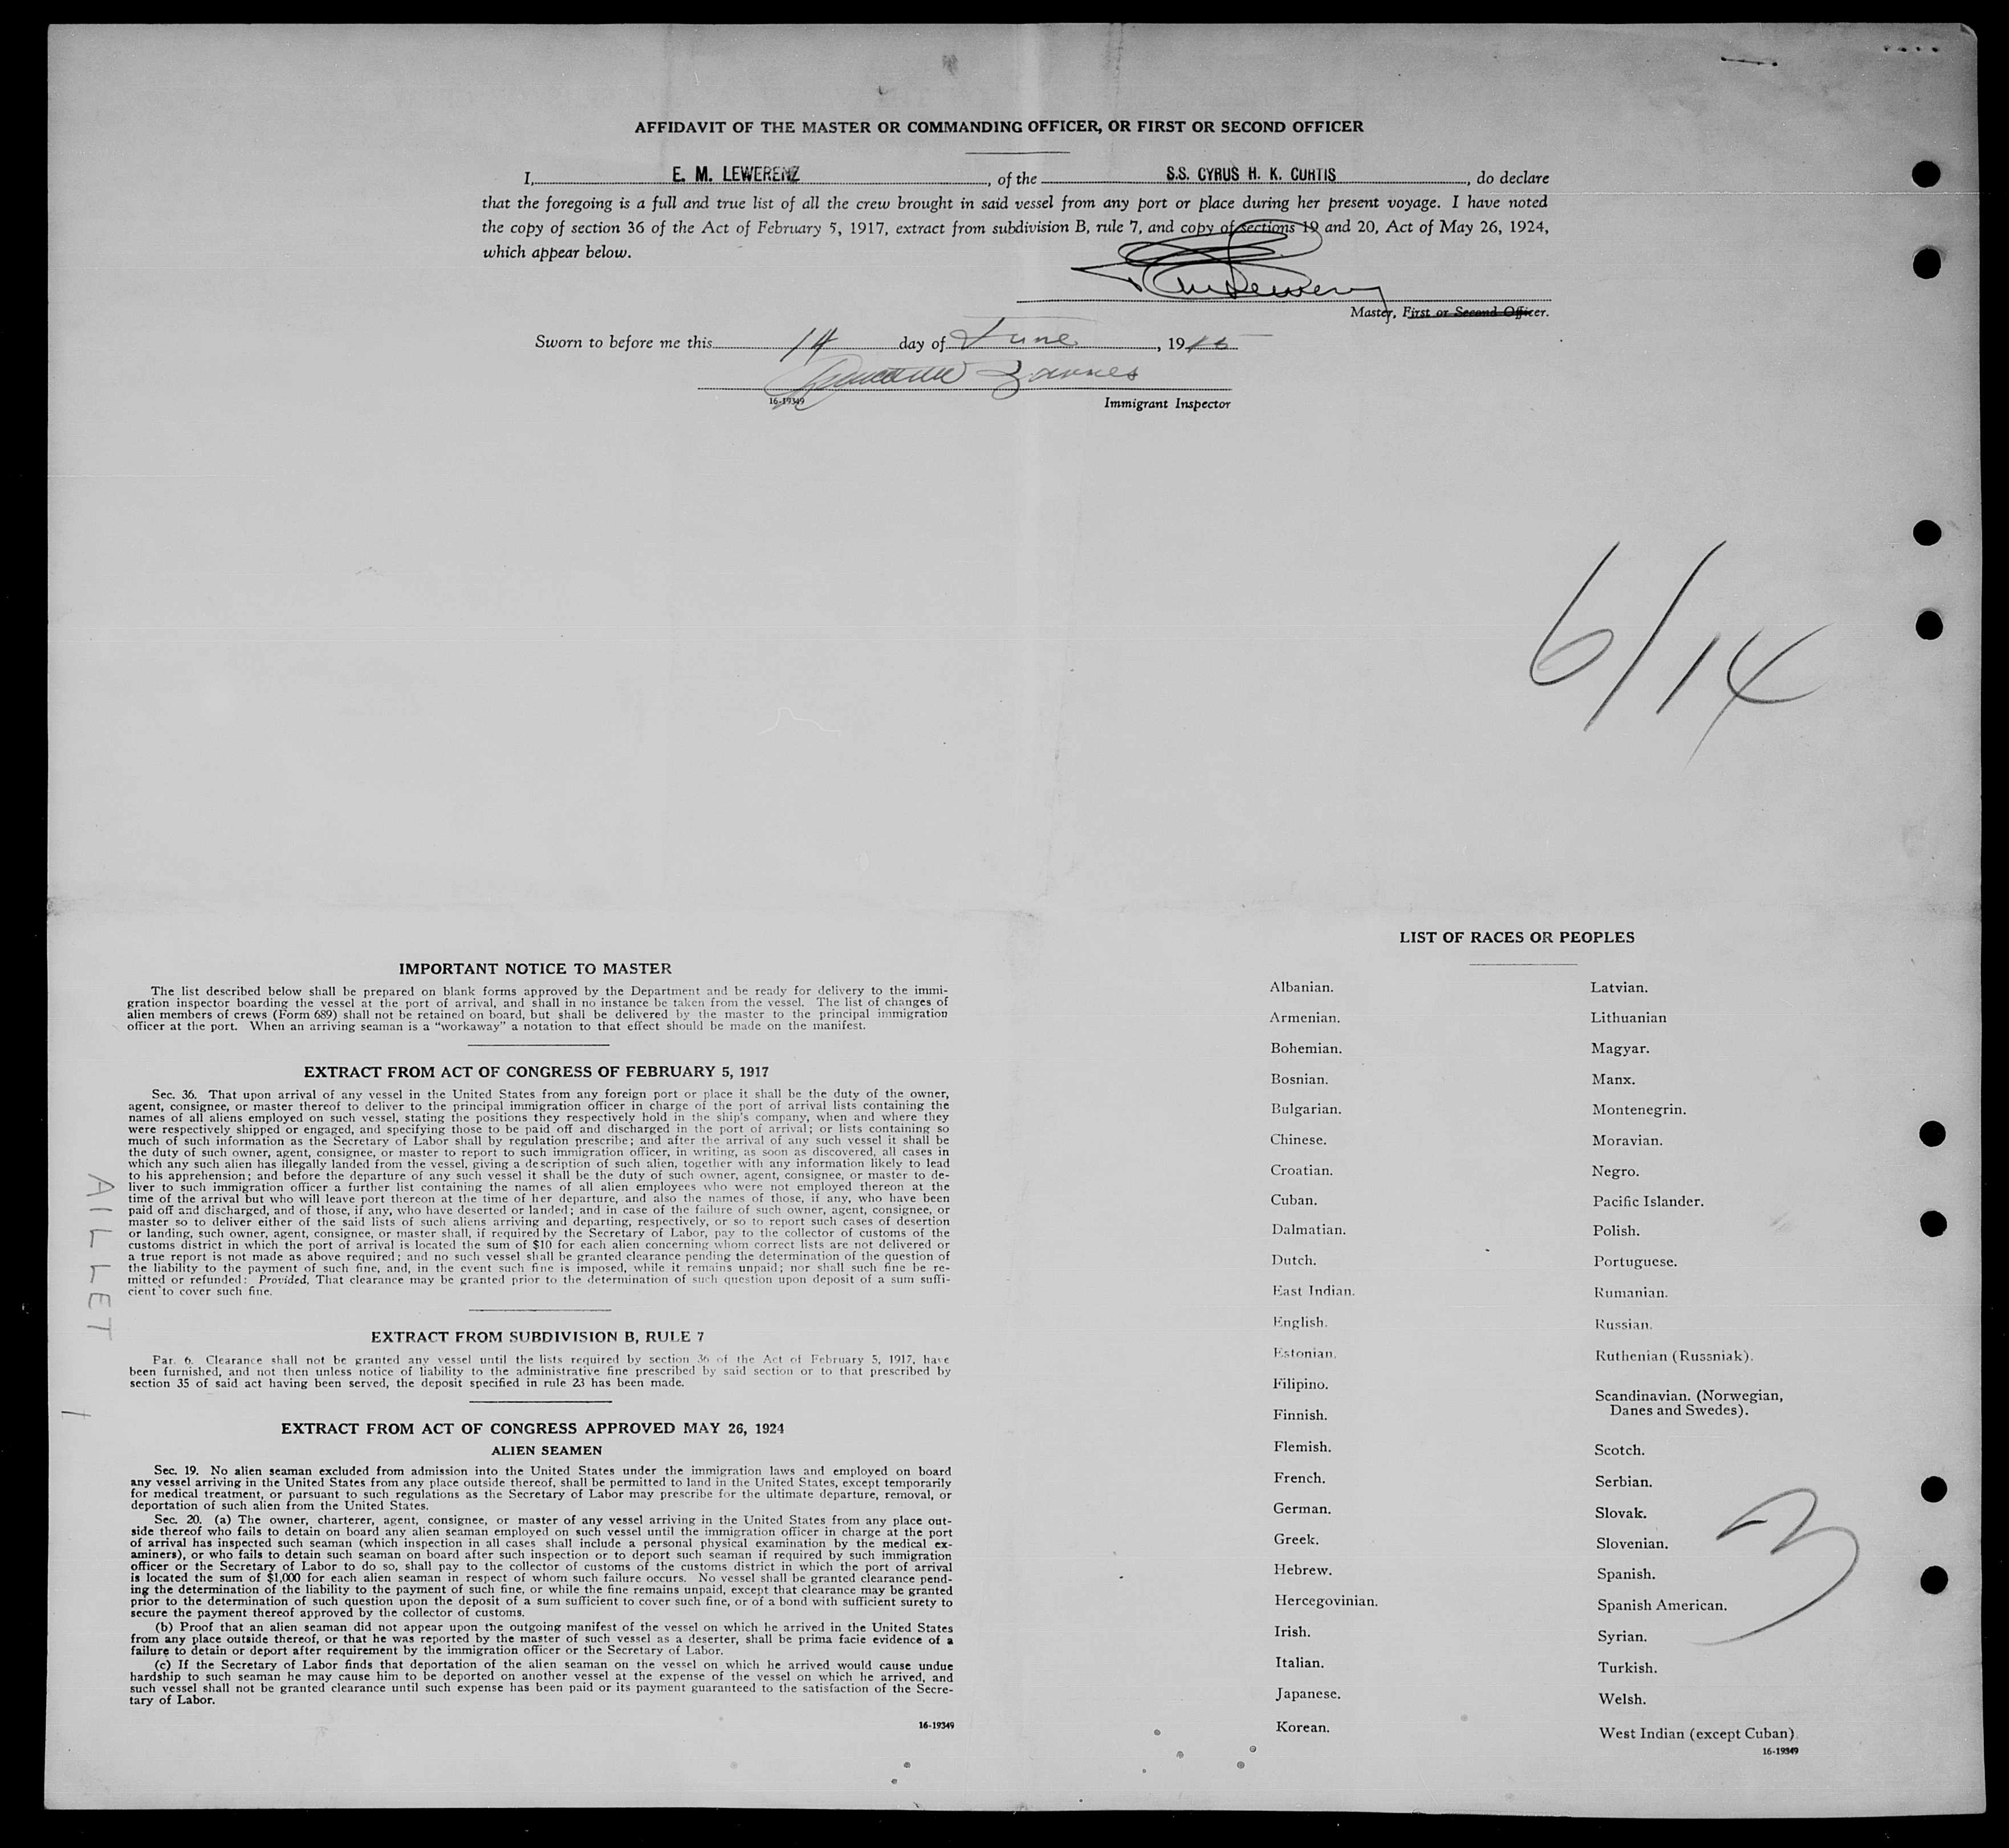 AFFIDAVIT OF THE MASTER OR COMMANDING OFFICER, OR FIRST OR SECOND OFFICER
I, E. M. LEWERENZ, of the S.S. CYRUS H. K. CURTIS, do declare
that the foregoing is a full and true list of all the crew brought in said vessel from any port or place during her present voyage. I have noted
the copy of section 36 of the Act of February 5, 1917, extract from subdivision B, rule 7, and copy of sections 19 and 20, Act of May 26, 1924,
which appear below.
Master, First or Second Officer.
Sworn to before me this 14 day of June, 19
16-19349
Immigrant Inspector
6/14
IMPORTANT NOTICE TO MASTER
The list described below shall be prepared on blank forms approved by the Department and be ready for delivery to the immi-
gration inspector boarding the vessel at the port of arrival, and shall in no instance be taken from the vessel. The list of changes of
alien members of crews (Form 689) shall not be retained on board, but shall be delivered by the master to the principal immigration
officer at the port. When an arriving seaman is a "workaway" a notation to that effect should be made on the manifest.
EXTRACT FROM ACT OF CONGRESS OF FEBRUARY 5, 1917
Sec. 36. That upon arrival of any vessel in the United States from any foreign port or place it shall be the duty of the owner,
agent, consignee, or master thereof to deliver to the principal immigration officer in charge of the port of arrival lists containing the
names of all aliens employed on such vessel, stating the positions they respectively hold in the ship's company, when and where they
were respectively shipped or engaged, and specifying those to be paid off and discharged in the port of arrival; or lists containing so
much of such information as the Secretary of Labor shall by regulation prescribe; and after the arrival of any such vessel it shall be
the duty of such owner, agent, consignee, or master to report to such immigration officer, in writing, as soon as discovered, all cases in
which any such alien has illegally landed from the vessel, giving a description of such alien, together with any information likely to lead
to his apprehension; and before the departure of any such vessel it shall be the duty of such owner, agent, consignee, or master to de-
liver to such immigration officer a further list containing the names of all alien employees who were not employed thereon at the
time of the arrival but who will leave port thereon at the time of her departure, and also the names of those, if any, who have been
paid off and discharged, and of those, if any, who have deserted or landed; and in case of the failure of such owner, agent, consignee, or
master so to deliver either of the said lists of such aliens arriving and departing, respectively, or so to report such cases of desertion
or landing, such owner, agent, consignee, or master shall, if required by the Secretary of Labor, pay to the collector of customs of the
customs district in which the port of arrival is located the sum of $10 for each alien concerning whom correct lists are not delivered or
a true report is not made as above required; and no such vessel shall be granted clearance pending the determination of the question of
the liability to the payment of such fine, and, in the event such fine is imposed, while it remains unpaid; nor shall such fine be re-
mitted or refunded: Provided, That clearance may be granted prior to the determination of such question upon deposit of a sum suffi-
cient to cover such fine.
EXTRACT FROM SUBDIVISION B, RULE 7
Par. 6. Clearance shall not be granted any vessel until the lists required by section 36 of the Act of February 5, 1917, have
been furnished, and not then unless notice of liability to the administrative fine prescribed by said section or to that prescribed by
section 35 of said act having been served, the deposit specified in rule 23 has been made.
EXTRACT FROM ACT OF CONGRESS APPROVED MAY 26, 1924
ALIEN SEAMEN
Sec. 19. No alien seaman excluded from admission into the United States under the immigration laws and employed on board
any vessel arriving in the United States from any place outside thereof, shall be permitted to land in the United States, except temporarily
for medical treatment, or pursuant to such regulations as the Secretary of Labor may prescribe for the ultimate departure, removal, or
deportation of such alien from the United States.
Sec. 20. (a) The owner, charterer, agent, consignee, or master of any vessel arriving in the United States from any place out-
side thereof who fails to detain on board any alien seaman employed on such vessel until the immigration officer in charge at the port
of arrival has inspected such seaman (which inspection in all cases shall include a personal physical examination by the medical ex-
aminers), or who fails to detain such seaman on board after such inspection or to deport such seaman if required by such immigration
officer or the Secretary of Labor to do so, shall pay to the collector of customs of the customs district in which the port of arrival
is located the sum of $1,000 for each alien seaman in respect of whom such failure occurs. No vessel shall be granted clearance pend-
ing the determination of the liability to the payment of such fine, or while the fine remains unpaid, except that clearance may be granted
prior to the determination of such question upon the deposit of a sum sufficient to cover such fine, or of a bond with sufficient surety to
secure the payment thereof approved by the collector of customs.
(b) Proof that an alien seaman did not appear upon the outgoing manifest of the vessel on which he arrived in the United States
from any place outside thereof, or that he was reported by the master of such vessel as a deserter, shall be prima facie evidence of a
failure to detain or deport after requirement by the immigration officer or the Secretary of Labor.
(c) If the Secretary of Labor finds that deportation of the alien seaman on the vessel on which he arrived would cause undue
hardship to such seaman he may cause him to be deported on another vessel at the expense of the vessel on which he arrived, and
such vessel shall not be granted clearance until such expense has been paid or its payment guaranteed to the satisfaction of the Secre-
tary of Labor.
16-19349
AILLET
1
LIST OF RACES OR PEOPLES
Albanian.
Armenian.
Bohemian.
Bosnian.
Bulgarian.
Chinese.
Croatian.
Cuban.
Dalmatian.
Dutch.
East Indian.
English.
Estonian.
Filipino.
Finnish.
Flemish.
French.
German.
Greek.
Hebrew.
Hercegovinian.
Irish.
Italian.
Japanese.
Korean.
Latvian.
Lithuanian
Magyar.
Manx.
Montenegrin.
Moravian.
Negro.
Pacific Islander.
Polish.
Portuguese.
Rumanian.
Russian.
Ruthenian (Russniak).
Scandinavian. (Norwegian,
Danes and Swedes).
Scotch.
Serbian.
Slovak.
Slovenian.
Spanish.
Spanish American.
Syrian.
Turkish.
Welsh.
West Indian (except Cuban).
16-19349
3